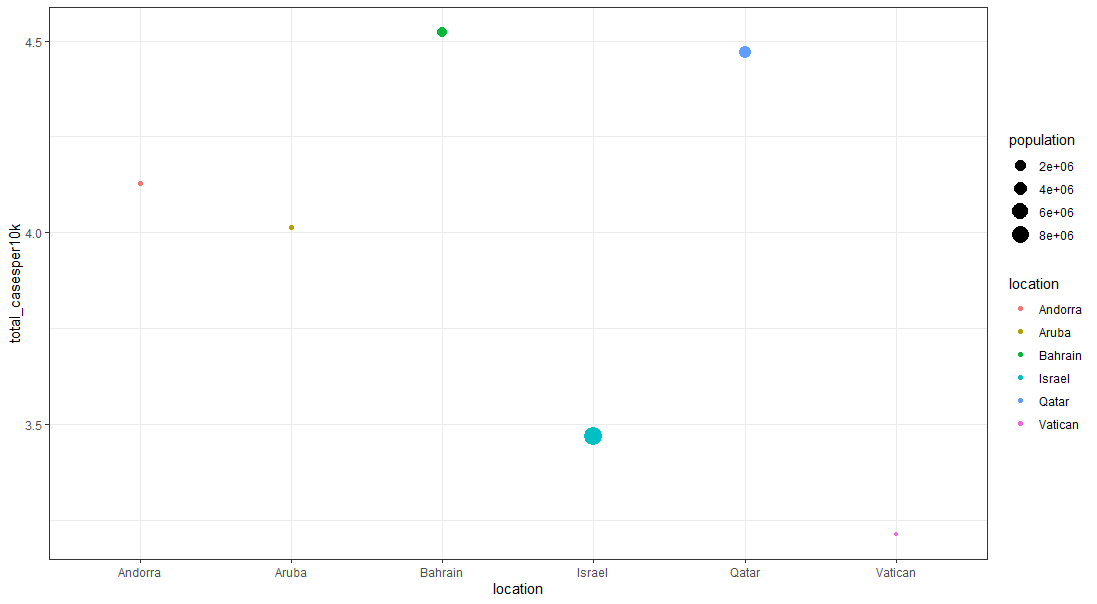 total_casesper10k
4.5
4.0
3.5
Andorra Aruba Bahrain Israel Qatar Vatican
location
population
2e+06
4e+06
6e+06
8e+06
location
Andorra
Aruba
Bahrain
Israel
Qatar
Vatican